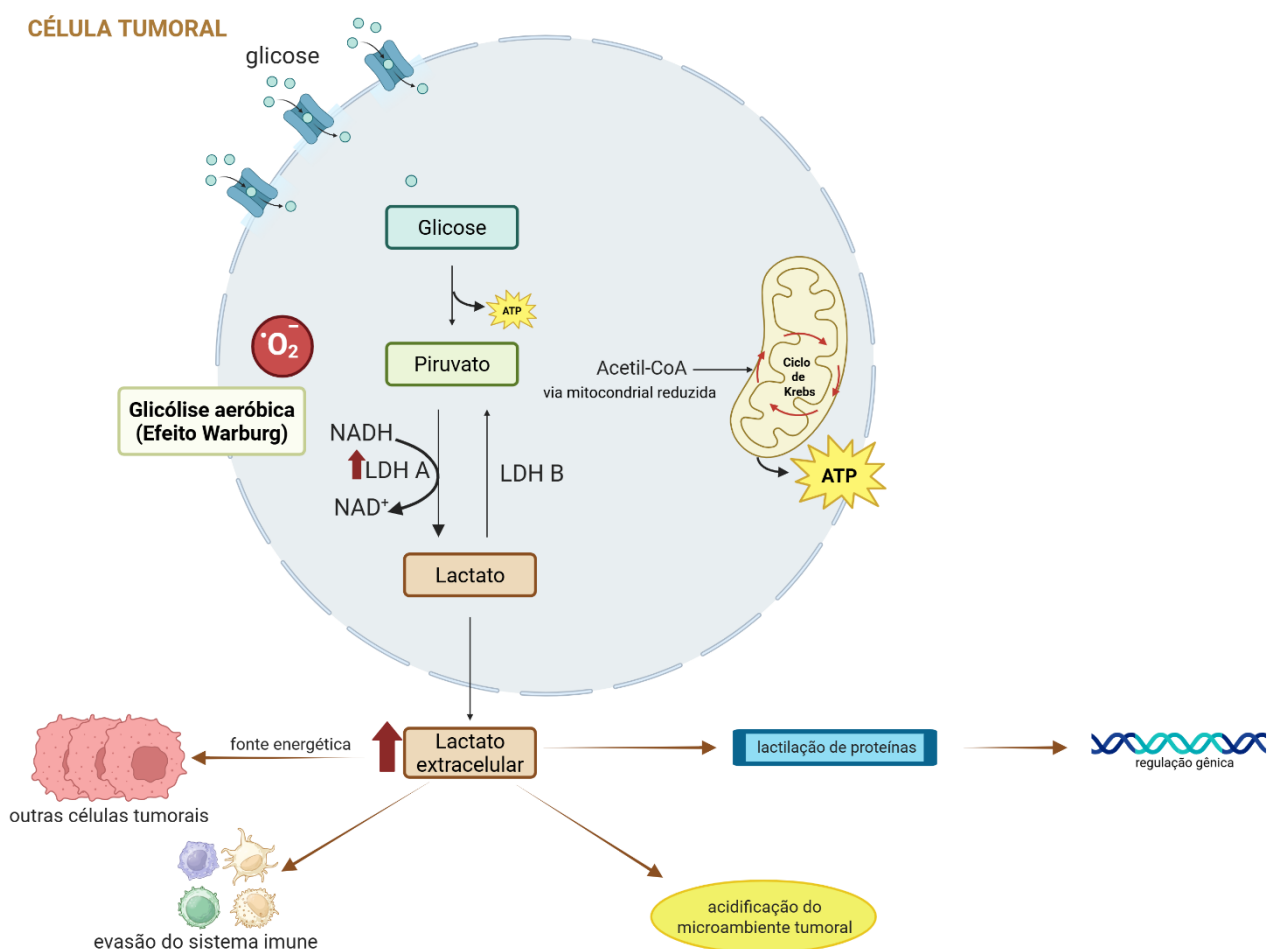 CÉLULA TUMORAL
glicose
Glicose
ATP
•O₂⁻
Piruvato
Glicólise aeróbica
(Efeito Warburg)
Acetil-CoA
via mitocondrial reduzida
Ciclo
de
Krebs
NADH
LDH A
NAD⁺
LDH B
ATP
Lactato
fonte energética
Lactato
extracelular
lactilação de proteínas
regulação gênica
outras células tumorais
evasão do sistema imune
acidificação do
microambiente tumoral